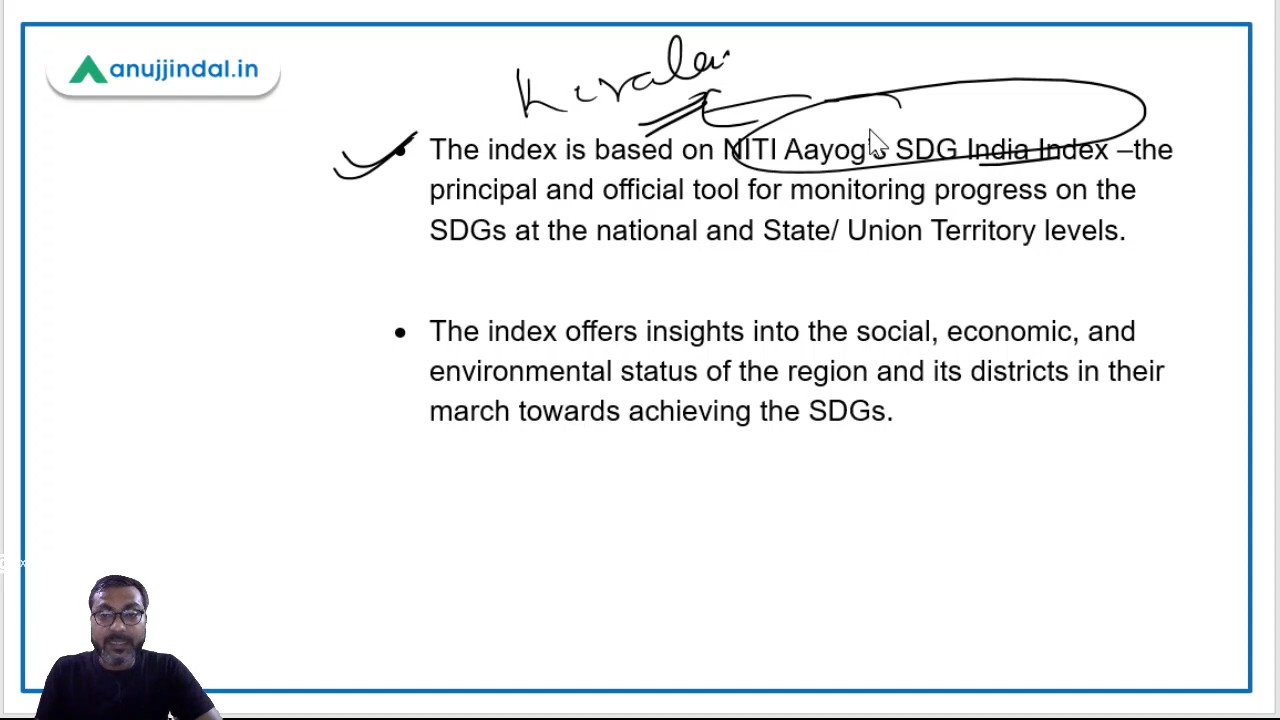 anujjindal.in
Kerala
• The index is based on NITI Aayog's SDG India Index –the
principal and official tool for monitoring progress on the
SDGs at the national and State/ Union Territory levels.
• The index offers insights into the social, economic, and
environmental status of the region and its districts in their
march towards achieving the SDGs.